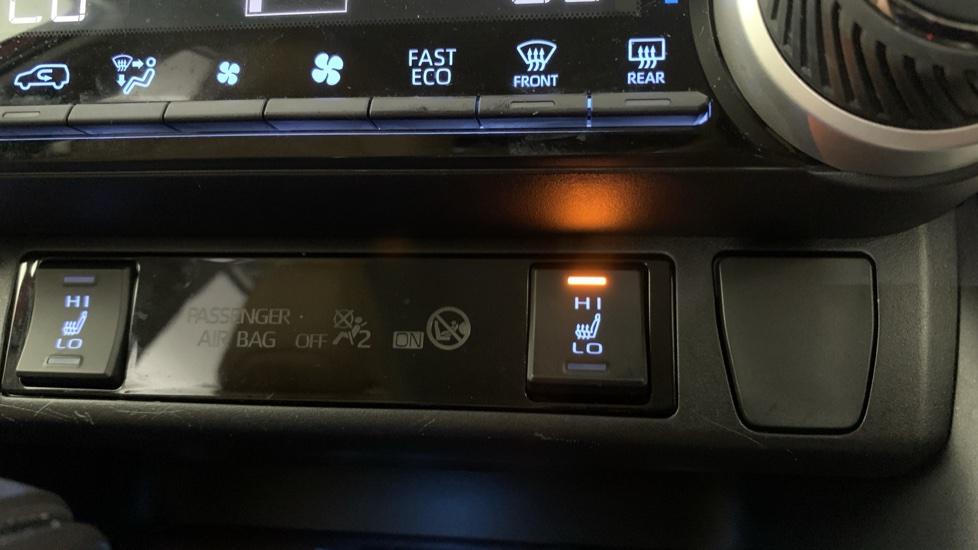 FAST
ECO
FRONT
REAR
HI
LO
PASSENGER
AIR BAG OFF 2 ON
HI
LO